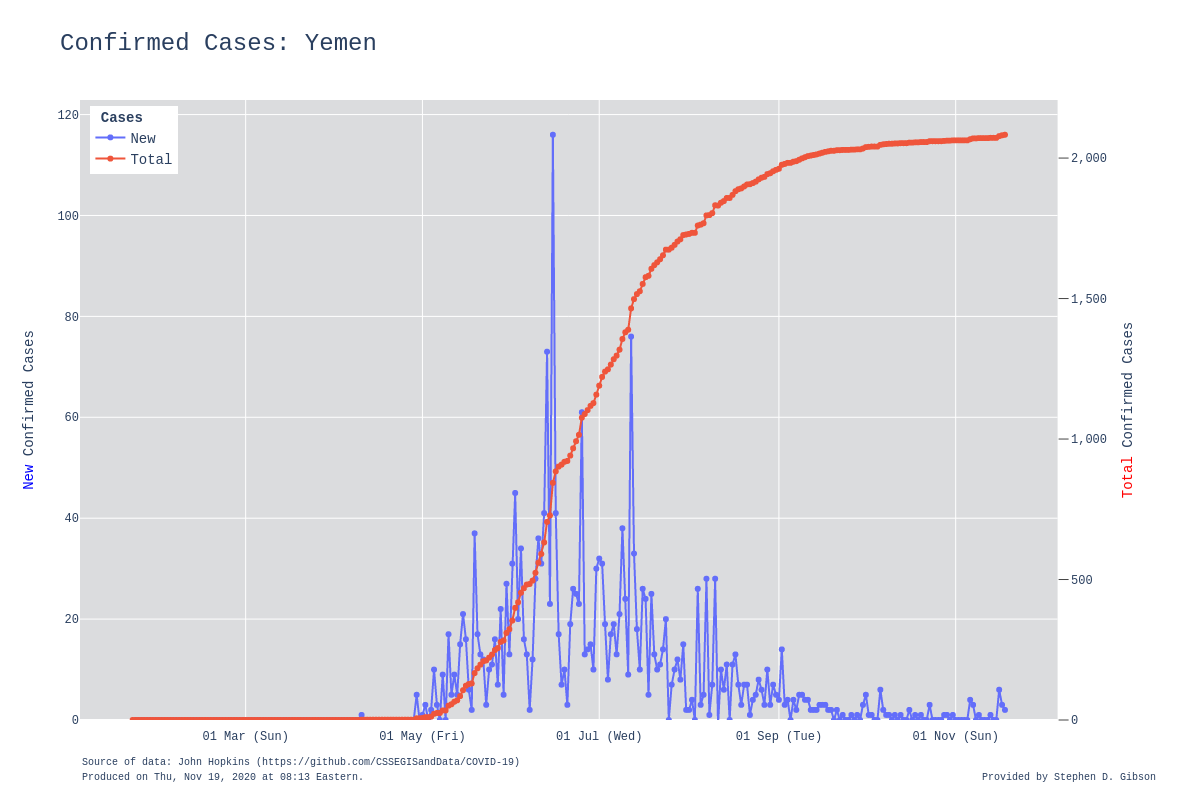 Confirmed Cases: Yemen
Cases
New
Total
120
100
80
60
40
20
0
2,000
1,500
1,000
500
0
New Confirmed Cases
Total Confirmed Cases
01 Mar (Sun)
01 May (Fri)
01 Jul (Wed)
01 Sep (Tue)
01 Nov (Sun)
Source of data: John Hopkins (https://github.com/CSSEGISandData/COVID-19)
Produced on Thu, Nov 19, 2020 at 08:13 Eastern.
Provided by Stephen D. Gibson